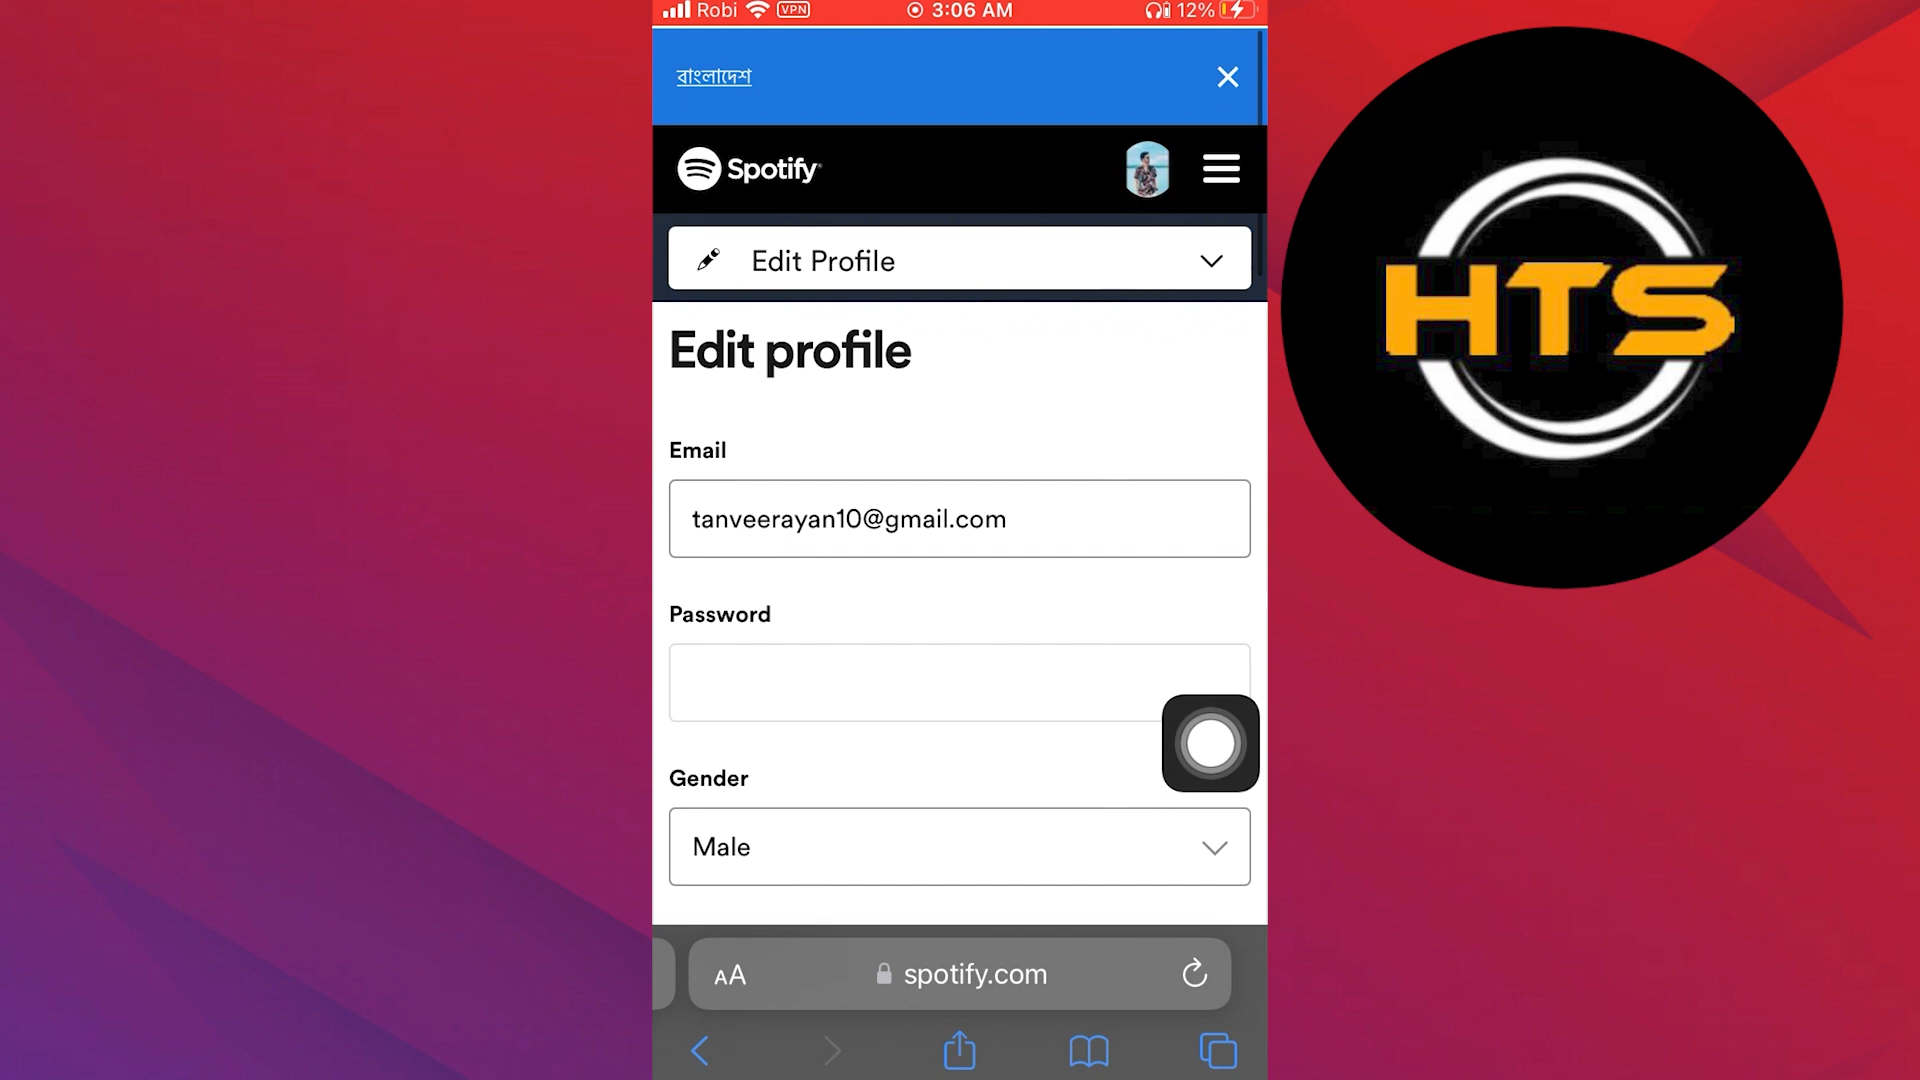 Robi VPN 3:06 AM 12%
বাংলাদেশ
Spotify
Edit Profile
Edit profile
Email
tanveerayan10@gmail.com
Password
Gender
Male
AA spotify.com
HTS